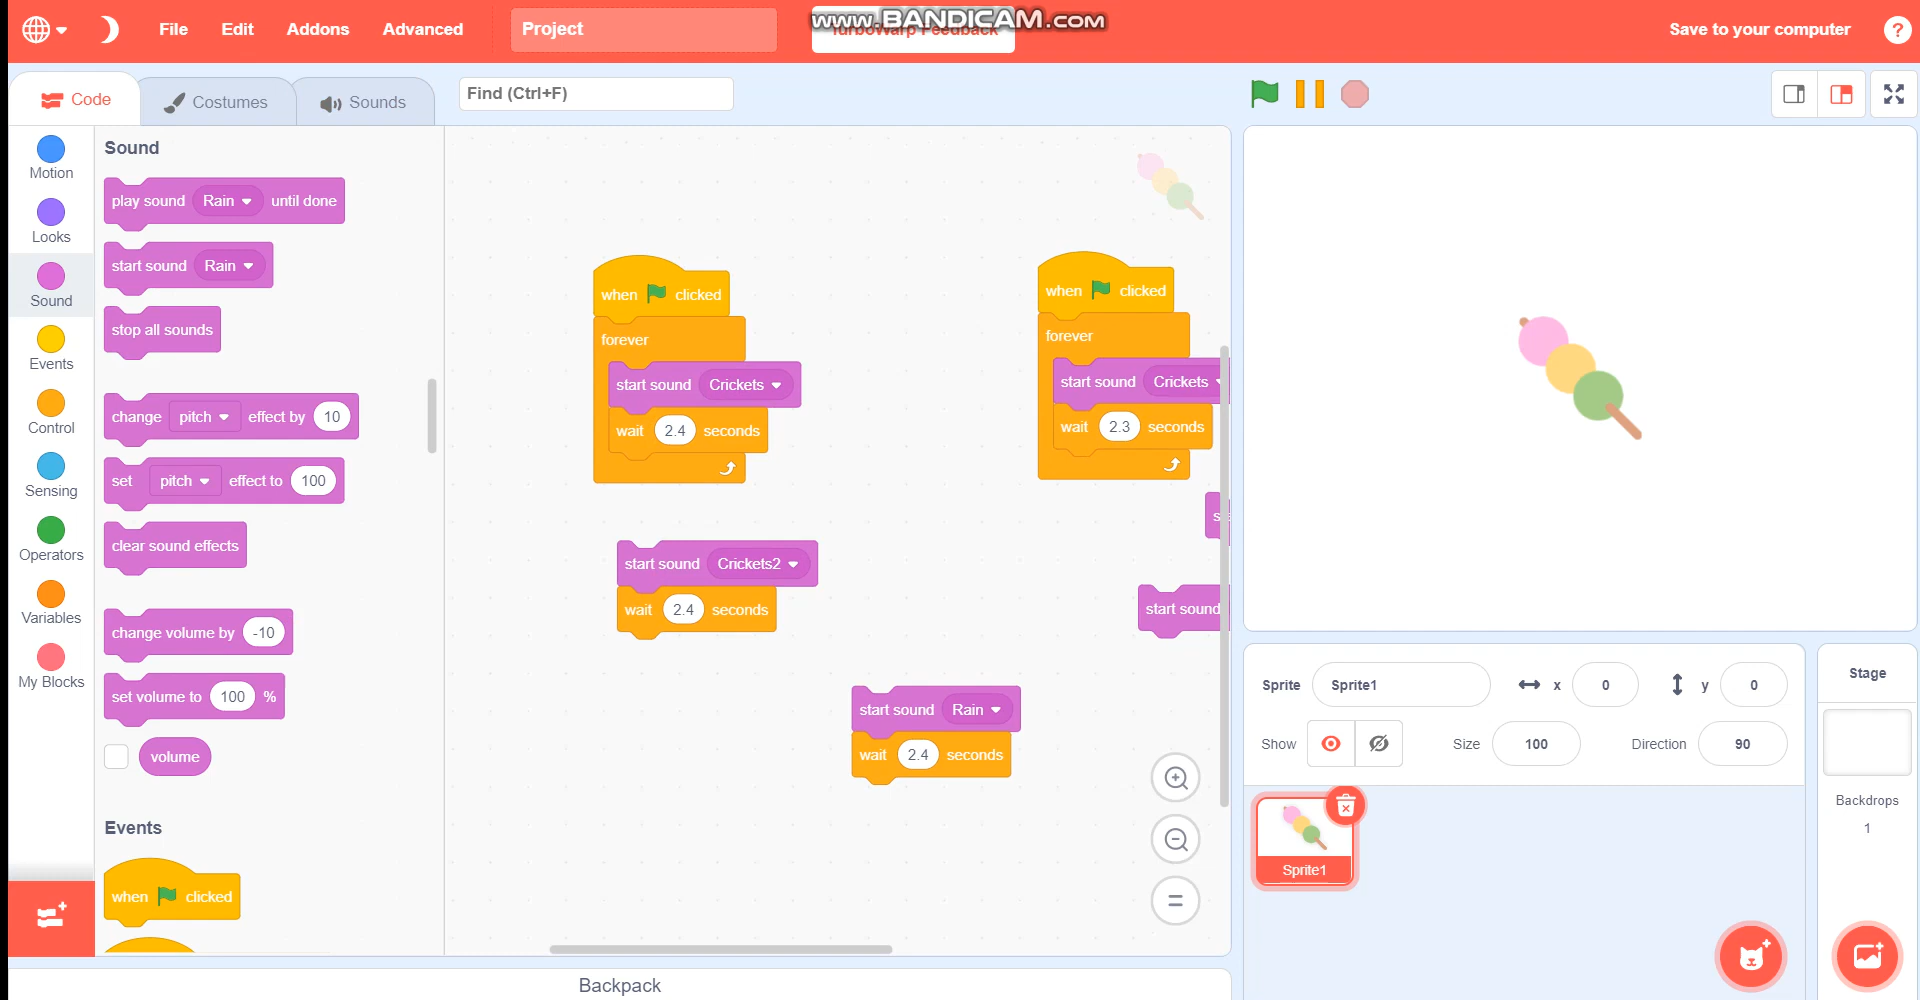 www.BANDICAM.com
File Edit Addons Advanced Project TurboWarp Feedback Save to your computer ?
Code Costumes Sounds Find (Ctrl+F)
Motion
Looks
Sound
Events
Control
Sensing
Operators
Variables
My Blocks
Sound
play sound Rain until done
start sound Rain
stop all sounds
change pitch effect by 10
set pitch effect to 100
clear sound effects
change volume by -10
set volume to 100 %
volume
Events
when clicked
when clicked
forever
start sound Crickets
wait 2.4 seconds
start sound Crickets2
wait 2.4 seconds
start sound Rain
wait 2.4 seconds
when clicked
forever
start sound Crickets
wait 2.3 seconds
start sound
Sprite Sprite1 x 0 y 0
Show Size 100 Direction 90
Sprite1
Stage
Backdrops
1
Backpack